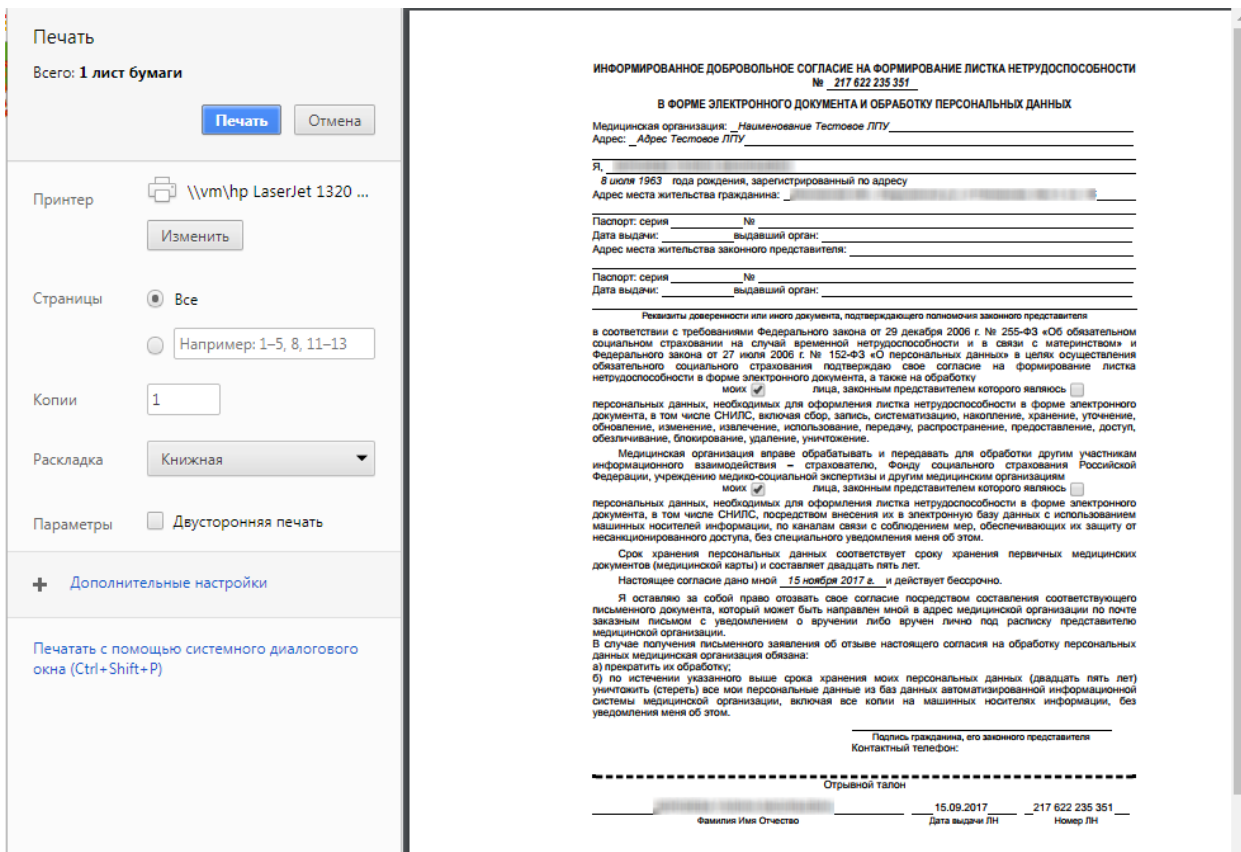 Печать
Всего: 1 лист бумаги
Печать
Отмена
Принтер
\\vm\hp LaserJet 1320 ...
Изменить
Страницы
Все
Например: 1–5, 8, 11–13
Копии
1
Раскладка
Книжная
Параметры
Двусторонняя печать
Дополнительные настройки
Печатать с помощью системного диалогового
окна (Ctrl+Shift+P)
ИНФОРМИРОВАННОЕ ДОБРОВОЛЬНОЕ СОГЛАСИЕ НА ФОРМИРОВАНИЕ ЛИСТКА НЕТРУДОСПОСОБНОСТИ
№ 217 622 235 351
В ФОРМЕ ЭЛЕКТРОННОГО ДОКУМЕНТА И ОБРАБОТКУ ПЕРСОНАЛЬНЫХ ДАННЫХ
Медицинская организация: Наименование Тестовое ЛПУ
Адрес: Адрес Тестовое ЛПУ
Я,
8 июля 1963 года рождения, зарегистрированный по адресу
Адрес места жительства гражданина:
Паспорт: серия № 
Дата выдачи: выдавший орган:
Адрес места жительства законного представителя:
Паспорт: серия №
Дата выдачи: выдавший орган:
Реквизиты доверенности или иного документа, подтверждающего полномочия законного представителя
в соответствии с требованиями Федерального закона от 29 декабря 2006 г. № 255-ФЗ «Об обязательном
социальном страховании на случай временной нетрудоспособности и в связи с материнством» и
Федерального закона от 27 июля 2006 г. № 152-ФЗ «О персональных данных» в целях осуществления
обязательного социального страхования подтверждаю свое согласие на формирование листка
нетрудоспособности в форме электронного документа, а также на обработку
моих лица, законным представителем которого являюсь
персональных данных, необходимых для оформления листка нетрудоспособности в форме электронного
документа, в том числе СНИЛС, включая сбор, запись, систематизацию, накопление, хранение, уточнение,
обновление, изменение, извлечение, использование, передачу, распространение, предоставление, доступ,
обезличивание, блокирование, удаление, уничтожение.
Медицинская организация вправе обрабатывать и передавать для обработки другим участникам
информационного взаимодействия – страхователю, Фонду социального страхования Российской
Федерации, учреждению медико-социальной экспертизы и другим медицинским организациям
моих лица, законным представителем которого являюсь
персональных данных, необходимых для оформления листка нетрудоспособности в форме электронного
документа, в том числе СНИЛС, посредством внесения их в электронную базу данных с использованием
машинных носителей информации, по каналам связи с соблюдением мер, обеспечивающих их защиту от
несанкционированного доступа, без специального уведомления меня об этом.
Срок хранения персональных данных соответствует сроку хранения первичных медицинских
документов (медицинской карты) и составляет двадцать пять лет.
Настоящее согласие дано мной 15 ноября 2017 г. и действует бессрочно.
Я оставляю за собой право отозвать свое согласие посредством составления соответствующего
письменного документа, который может быть направлен мной в адрес медицинской организации по почте
заказным письмом с уведомлением о вручении либо вручен лично под расписку представителю
медицинской организации.
В случае получения письменного заявления об отзыве настоящего согласия на обработку персональных
данных медицинская организация обязана:
а) прекратить их обработку;
б) по истечении указанного выше срока хранения моих персональных данных (двадцать пять лет)
уничтожить (стереть) все мои персональные данные из баз данных автоматизированной информационной
системы медицинской организации, включая все копии на машинных носителях информации, без
уведомления меня об этом.
Подпись гражданина, его законного представителя
Контактный телефон:
Отрывной талон
15.09.2017 217 622 235 351
Фамилия Имя Отчество Дата выдачи ЛН Номер ЛН